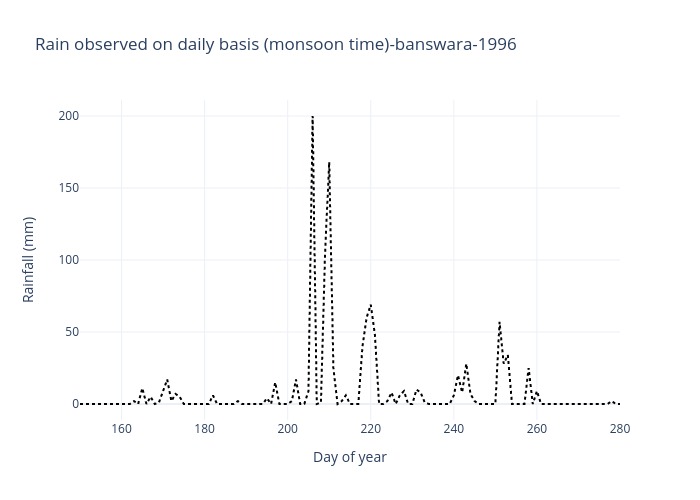 Rain observed on daily basis (monsoon time)-banswara-1996
200
150
100
50
0
Rainfall (mm)
160 180 200 220 240 260 280
Day of year